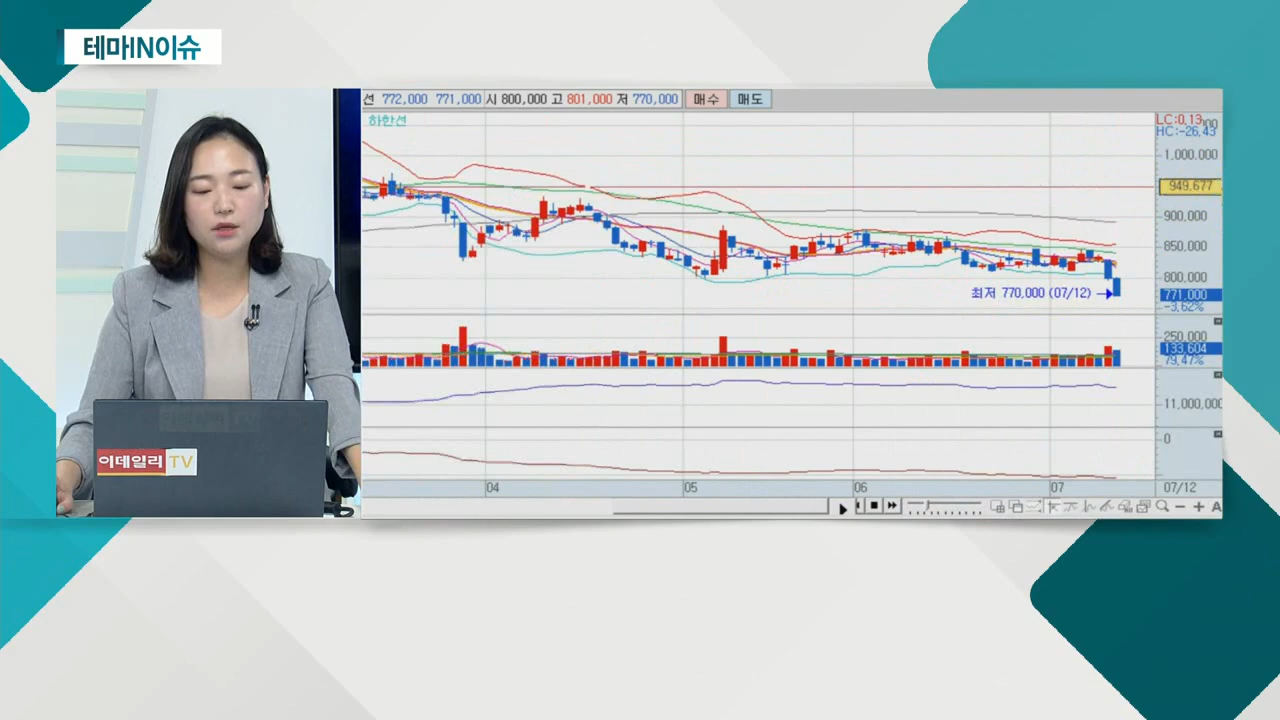 테마IN이슈
선 772,000 771,000 시 800,000 고 801,000 저 770,000 매수 매도
하한선
LC:0.13
HC:-26.43
1,000,000
949,677
900,000
850,000
800,000
최저 770,000 (07/12)
771,000
-3.62%
250,000
133,604
79.47%
11,000,000
0
04 05 06 07 07/12
A
이데일리 TV